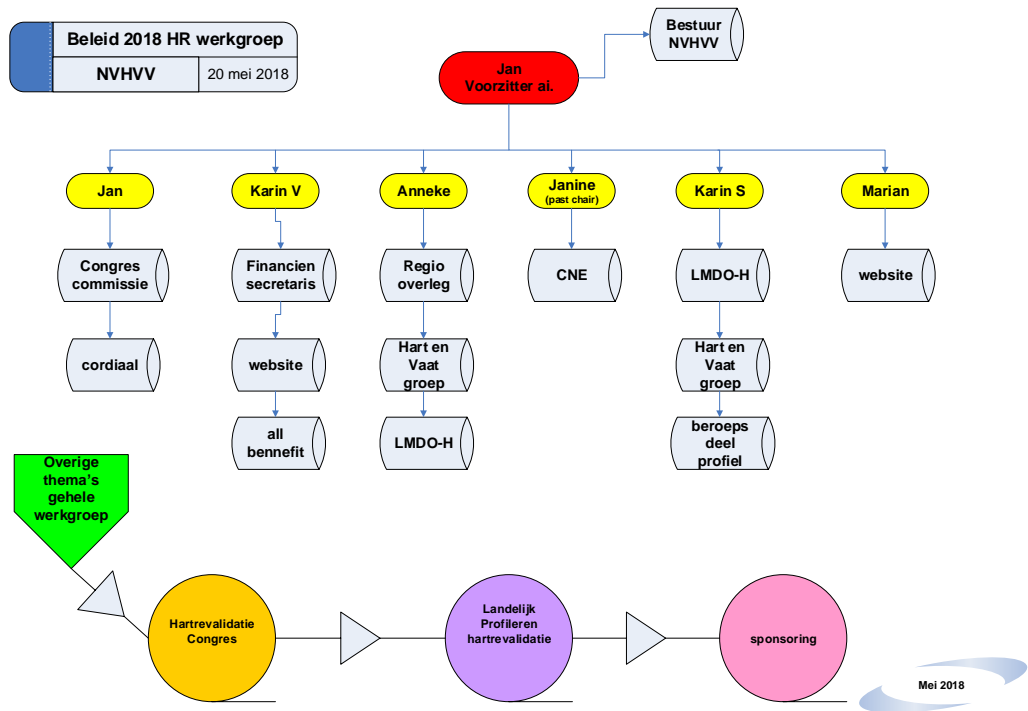 Beleid 2018 HR werkgroep
NVHVV
20 mei 2018
Bestuur
NVHVV
Jan
Voorzitter ai.
Jan
Karin V
Anneke
Janine
(past chair)
Karin S
Marian
Congres
commissie
Financien
secretaris
Regio
overleg
CNE
LMDO-H
website
cordiaal
website
Hart en
Vaat
groep
Hart en
Vaat
groep
all
bennefit
LMDO-H
beroeps
deel
profiel
Overige
thema's
gehele
werkgroep
Hartrevalidatie
Congres
Landelijk
Profileren
hartrevalidatie
sponsoring
Mei 2018